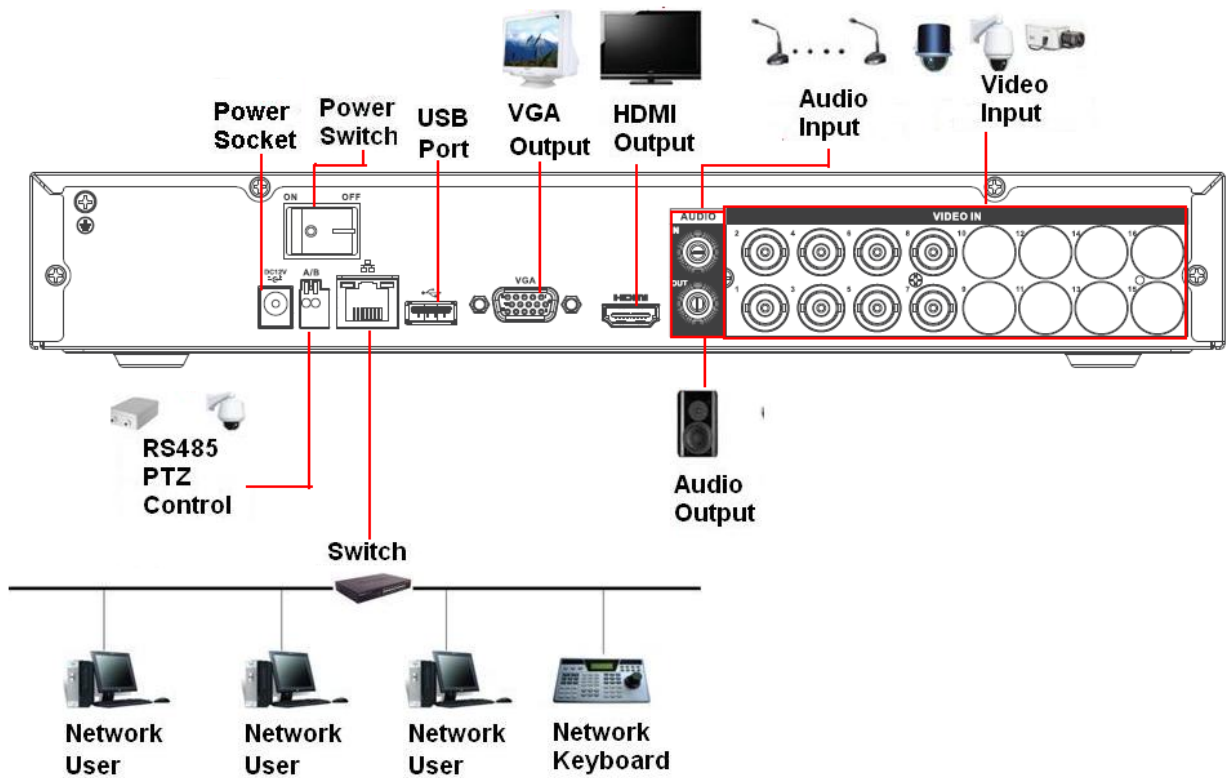 Power
Socket
Power
Switch
USB
Port
VGA
Output
HDMI
Output
Audio
Input
Video
Input
ON OFF
DC12V
A/B
VGA
HDMI
AUDIO
IN
OUT
VIDEO IN
2 4 6 8 10 12 14 16
1 3 5 7 9 11 13 15
RS485
PTZ
Control
Audio
Output
Switch
Network
User
Network
User
Network
User
Network
Keyboard